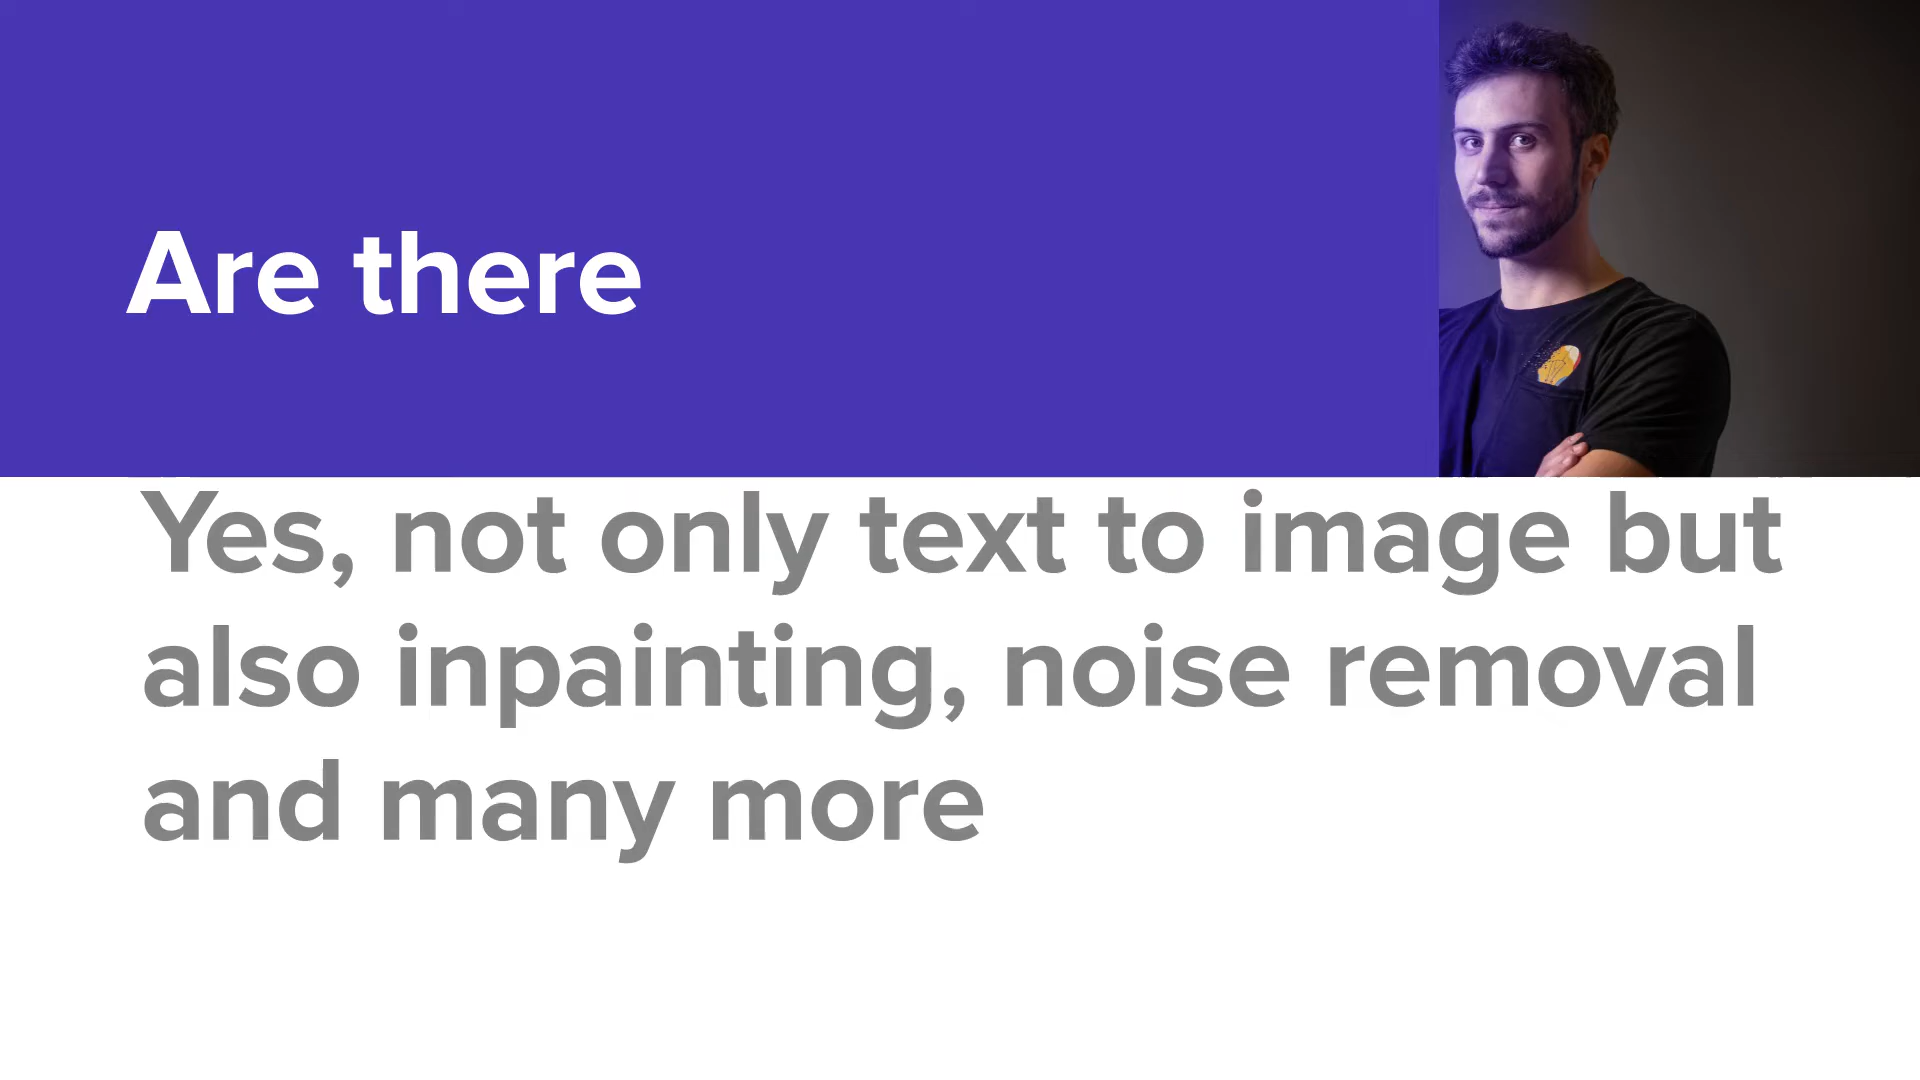 Are there
Yes, not only text to image but
also inpainting, noise removal
and many more